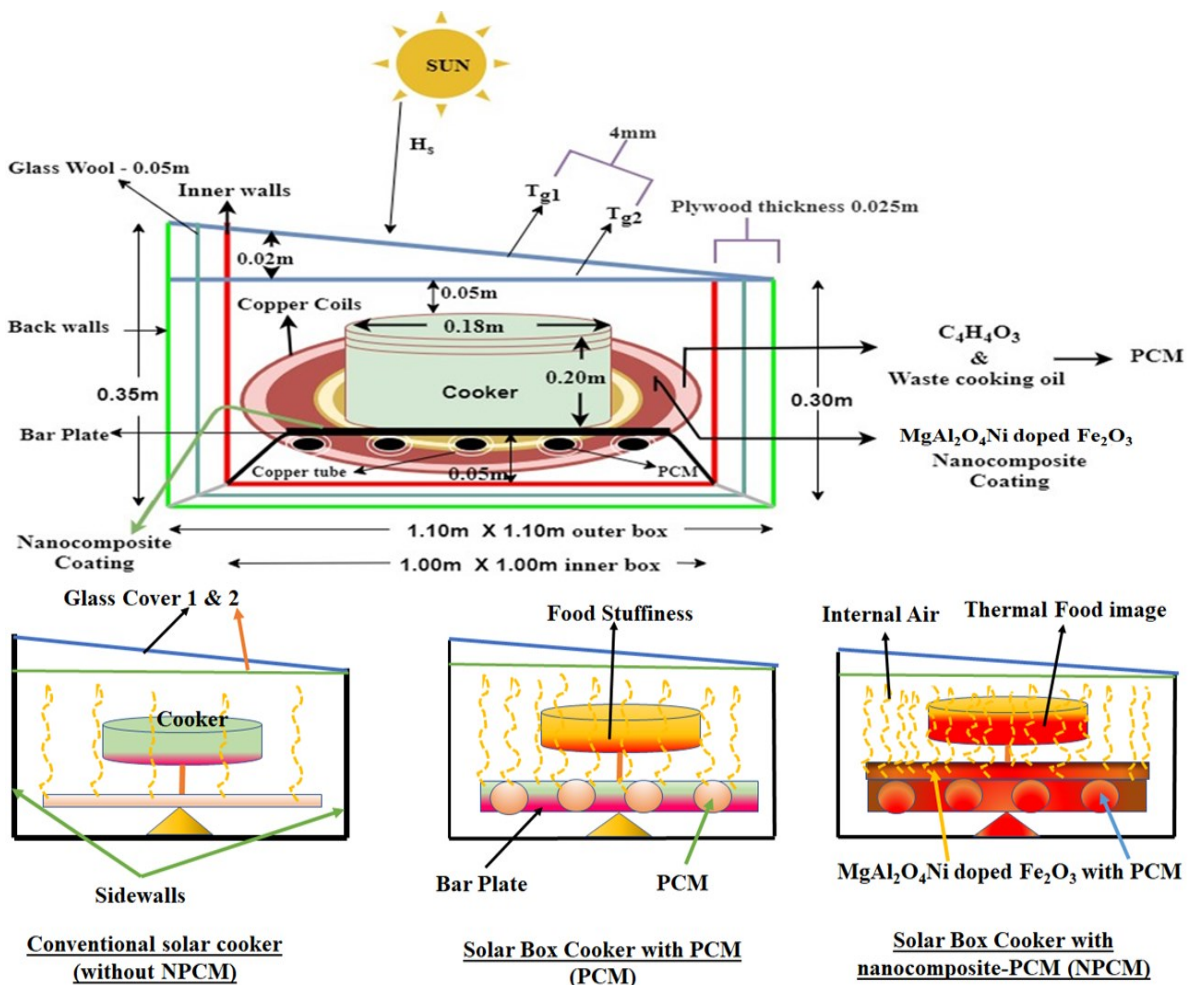 SUN
Hₛ
4mm
Glass Wool - 0.05m
Inner walls
T_g1
T_g2
Plywood thickness 0.025m
0.02m
0.05m
Copper Coils
Back walls
0.18m
C₄H₄O₃
&
Waste cooking oil
PCM
0.20m
Cooker
0.35m
0.30m
Bar Plate
MgAl₂O₄Ni doped Fe₂O₃
Nanocomposite
Coating
Copper tube
0.05m
PCM
Nanocomposite
Coating
1.10m X 1.10m outer box
1.00m X 1.00m inner box
Glass Cover 1 & 2
Cooker
Sidewalls
Conventional solar cooker
(without NPCM)
Food Stuffiness
Bar Plate
PCM
Solar Box Cooker with PCM
(PCM)
Internal Air
Thermal Food image
MgAl₂O₄Ni doped Fe₂O₃ with PCM
Solar Box Cooker with
nanocomposite-PCM (NPCM)